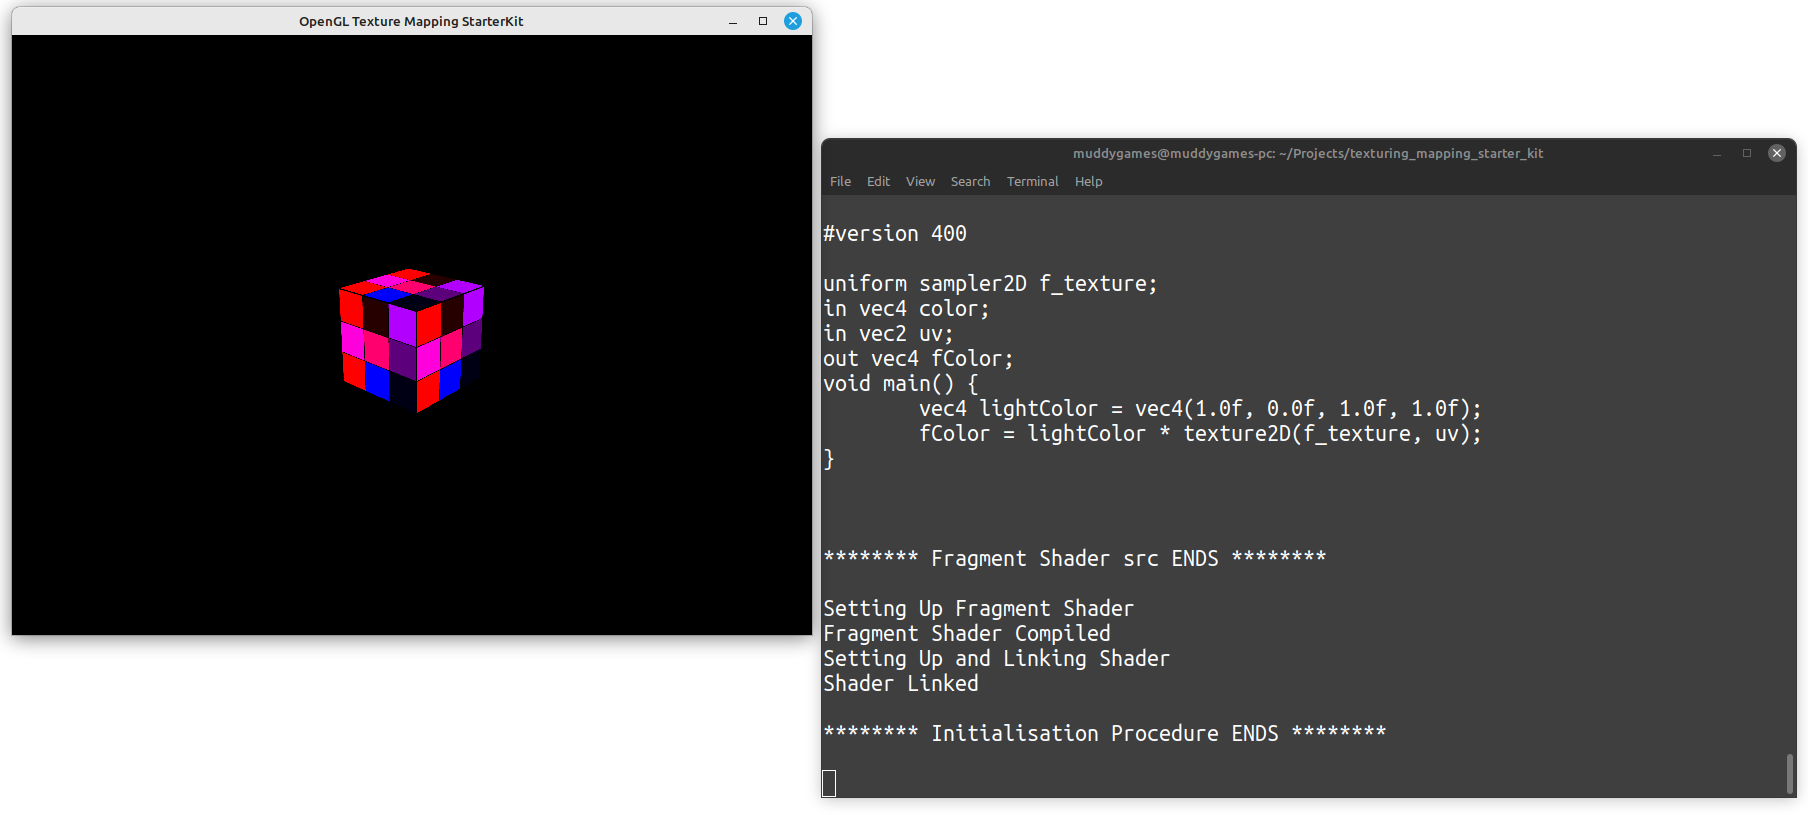 OpenGL Texture Mapping StarterKit
muddygames@muddygames-pc: ~/Projects/texturing_mapping_starter_kit
File Edit View Search Terminal Help
#version 400
uniform sampler2D f_texture;
in vec4 color;
in vec2 uv;
out vec4 fColor;
void main() {
vec4 lightColor = vec4(1.0f, 0.0f, 1.0f, 1.0f);
fColor = lightColor * texture2D(f_texture, uv);
}
******** Fragment Shader src ENDS ********
Setting Up Fragment Shader
Fragment Shader Compiled
Setting Up and Linking Shader
Shader Linked
******** Initialisation Procedure ENDS ********